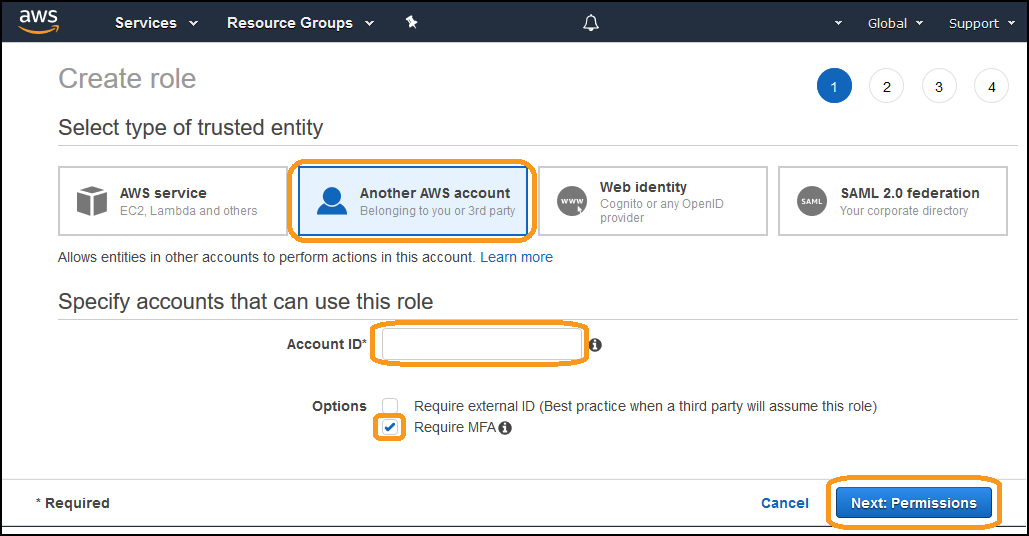 aws Services Resource Groups Global Support
Create role
1 2 3 4
Select type of trusted entity
AWS service
EC2, Lambda and others
Another AWS account
Belonging to you or 3rd party
WWW
Web identity
Cognito or any OpenID
provider
SAML
SAML 2.0 federation
Your corporate directory
Allows entities in other accounts to perform actions in this account. Learn more
Specify accounts that can use this role
Account ID*
Options
Require external ID (Best practice when a third party will assume this role)
Require MFA
* Required Cancel Next: Permissions